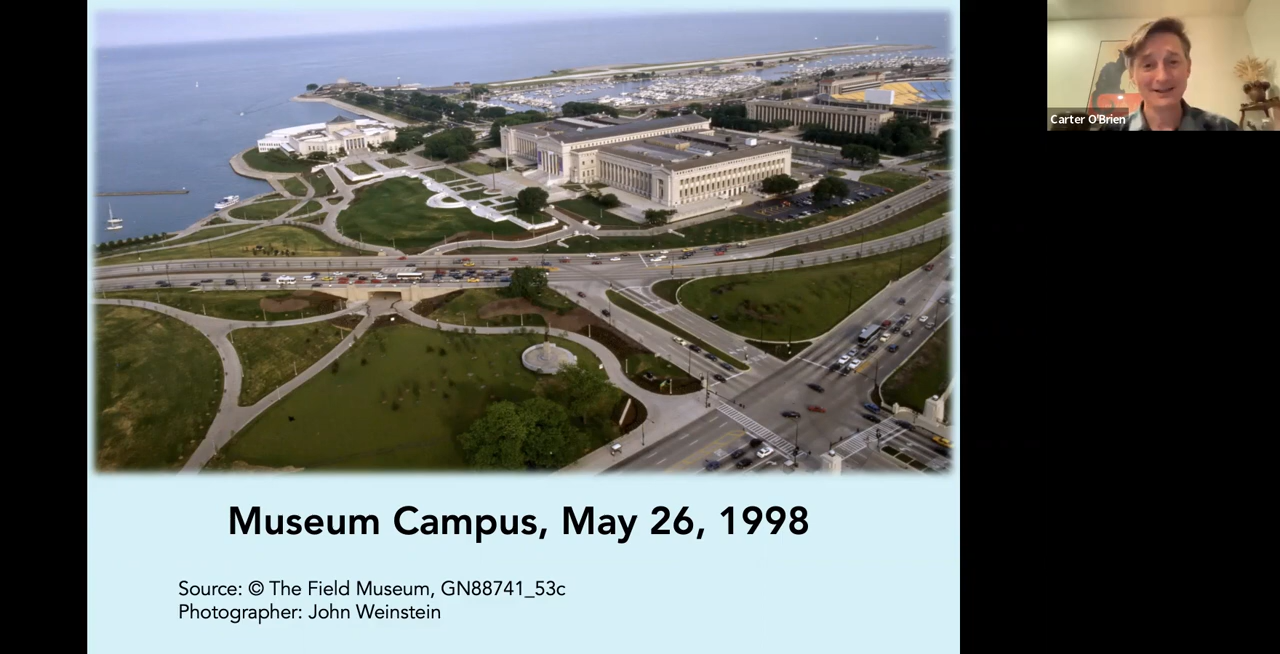 Carter O'Brien
Museum Campus, May 26, 1998
Source: © The Field Museum, GN88741_53c
Photographer: John Weinstein